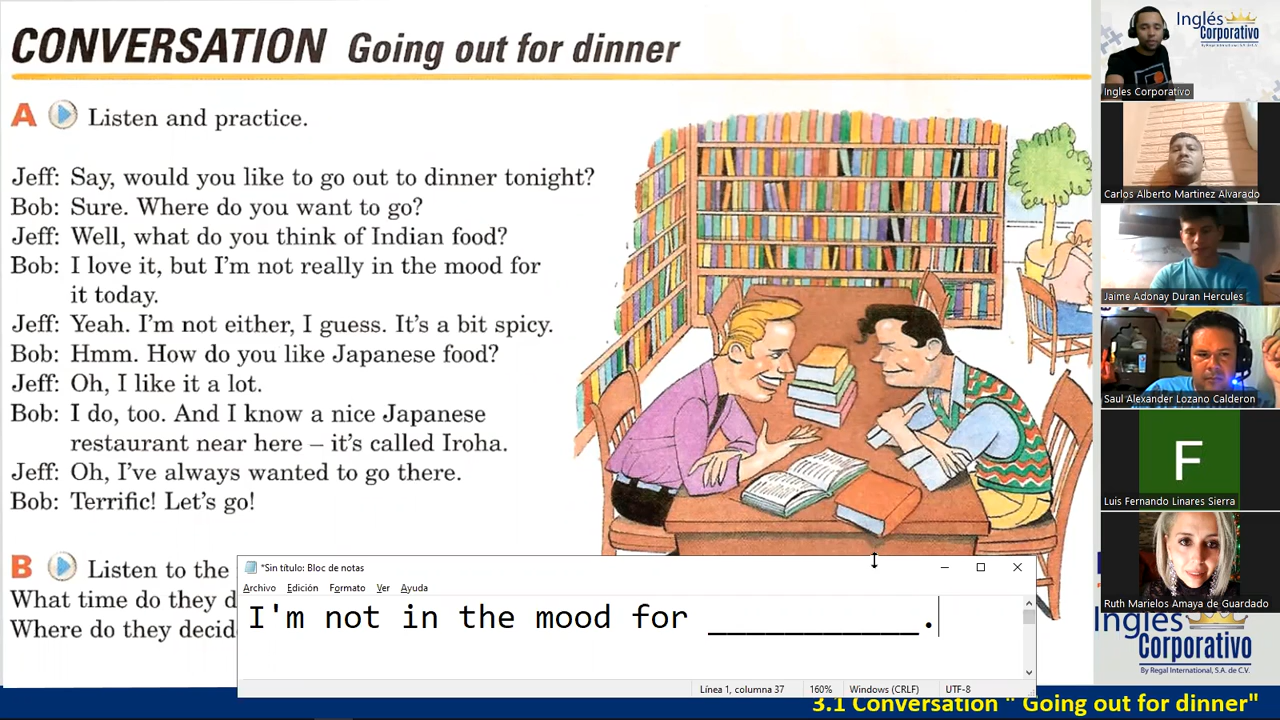 CONVERSATION Going out for dinner
A Listen and practice.
Jeff: Say, would you like to go out to dinner tonight?
Bob: Sure. Where do you want to go?
Jeff: Well, what do you think of Indian food?
Bob: I love it, but I'm not really in the mood for
it today.
Jeff: Yeah. I'm not either, I guess. It's a bit spicy.
Bob: Hmm. How do you like Japanese food?
Jeff: Oh, I like it a lot.
Bob: I do, too. And I know a nice Japanese
restaurant near here – it's called Iroha.
Jeff: Oh, I've always wanted to go there.
Bob: Terrific! Let's go!
B Listen to the
What time do they d
Where do they decid
*Sin título: Bloc de notas
Archivo Edición Formato Ver Ayuda
I'm not in the mood for ___________.
Línea 1, columna 37 160% Windows (CRLF) UTF-8
3.1 Conversation " Going out for dinner"
Inglés
Corporativo
By Regal International, S.A. de C.V.
Ingles Corporativo
Carlos Alberto Martinez Alvarado
Jaime Adonay Duran Hercules
Saul Alexander Lozano Calderon
F
Luis Fernando Linares Sierra
Ruth Marielos Amaya de Guardado
Inglés
Corporativo
By Regal International, S.A. de C.V.